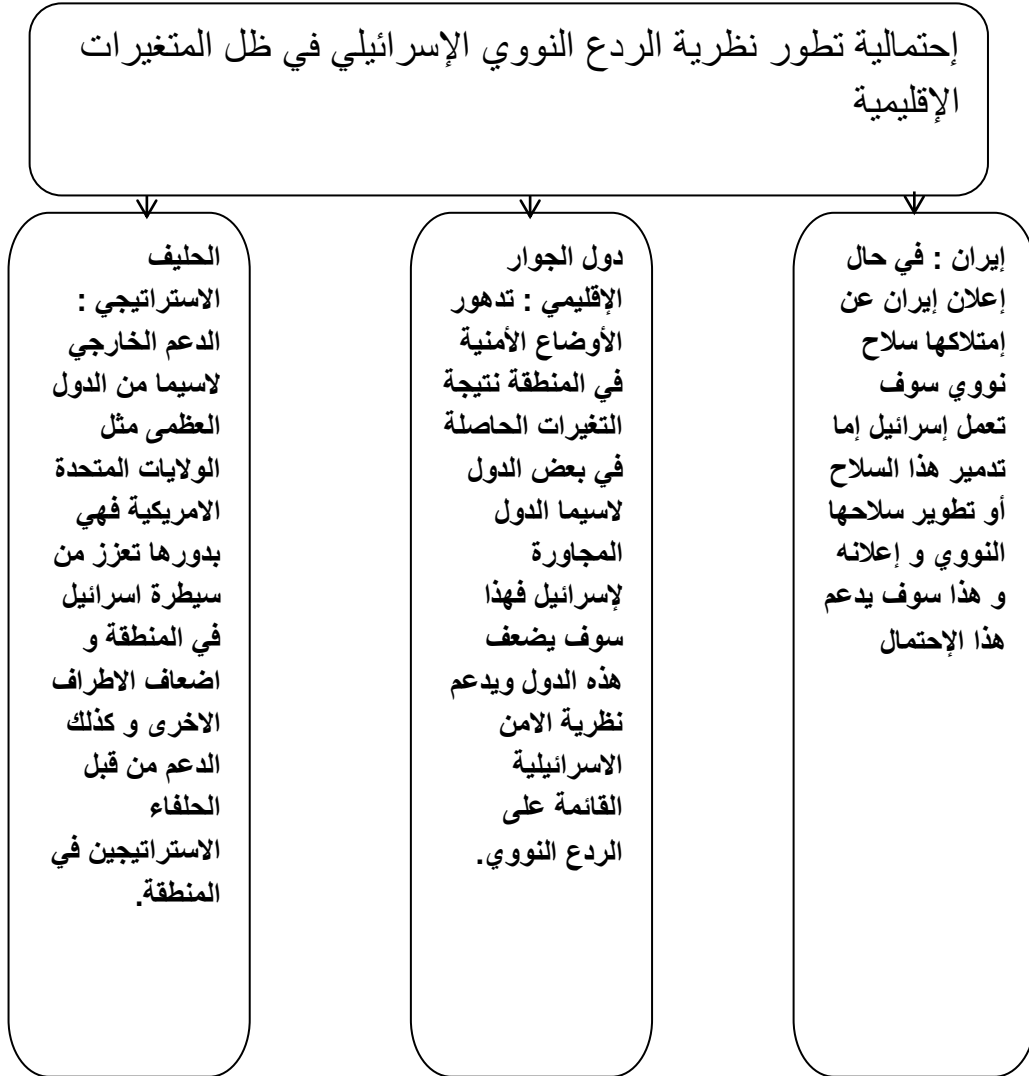 إحتمالية تطور نظرية الردع النووي الإسرائيلي في ظل المتغيرات
الإقليمية
إيران : في حال
إعلان إيران عن
إمتلاكها سلاح
نووي سوف
تعمل إسرائيل إما
تدمير هذا السلاح
أو تطوير سلاحها
النووي و إعلانه
و هذا سوف يدعم
هذا الإحتمال
دول الجوار
الإقليمي : تدهور
الأوضاع الأمنية
في المنطقة نتيجة
التغيرات الحاصلة
في بعض الدول
لاسيما الدول
المجاورة
لإسرائيل فهذا
سوف يضعف
هذه الدول ويدعم
نظرية الامن
الاسرائيلية
القائمة على
الردع النووي.
الحليف
الاستراتيجي :
الدعم الخارجي
لاسيما من الدول
العظمى مثل
الولايات المتحدة
الامريكية فهي
بدورها تعزز من
سيطرة اسرائيل
في المنطقة و
اضعاف الاطراف
الاخرى و كذلك
الدعم من قبل
الحلفاء
الاستراتيجين في
المنطقة.